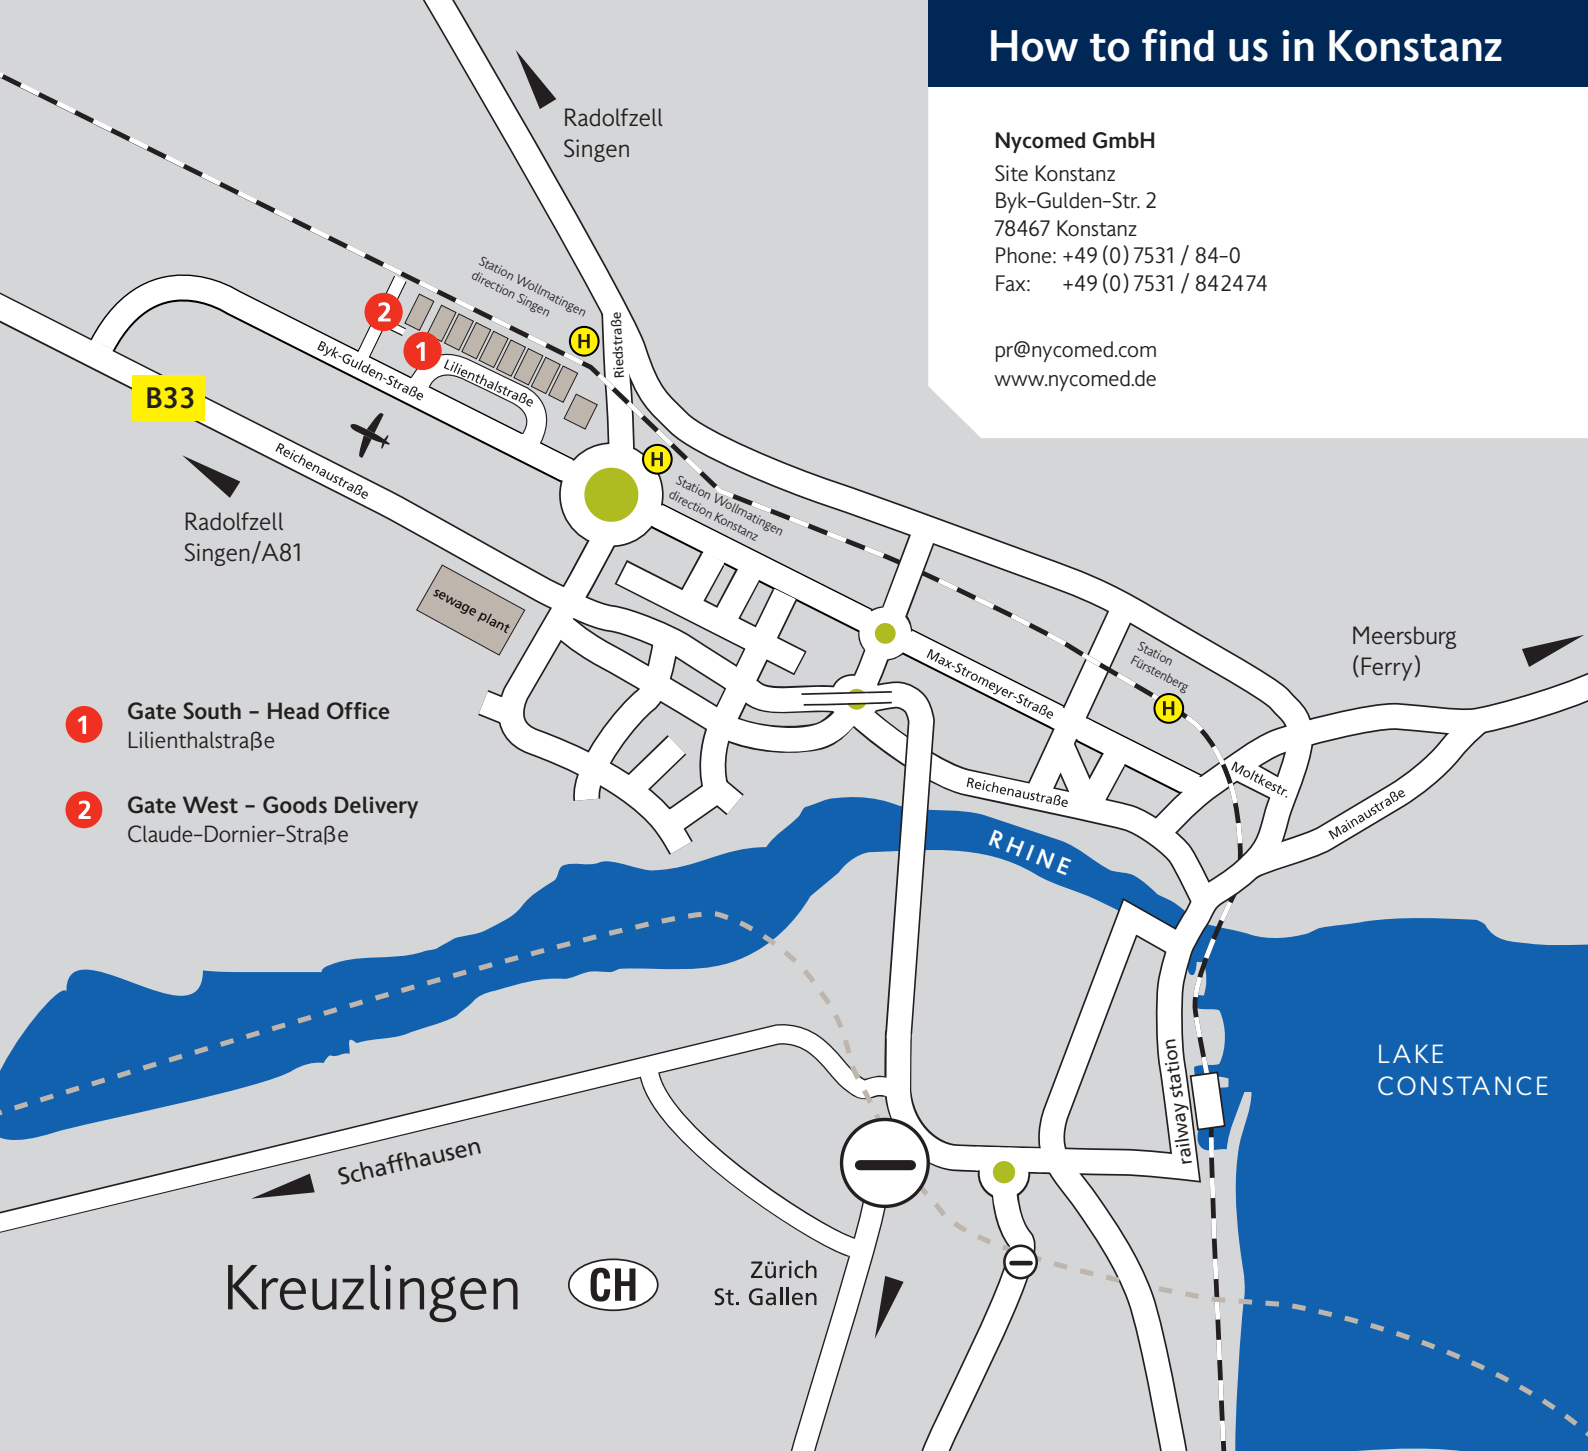 How to find us in Konstanz
Nycomed GmbH
Site Konstanz
Byk-Gulden-Str. 2
78467 Konstanz
Phone: +49 (0) 7531 / 84-0
Fax: +49 (0) 7531 / 842474
pr@nycomed.com
www.nycomed.de
Radolfzell
Singen
Station Wollmatingen
direction Singen
H
Riedstraße
2
1
Byk-Gulden-Straße
Lilienthalstraße
B33
Reichenaustraße
H
Station Wollmatingen
direction Konstanz
Radolfzell
Singen/A81
sewage plant
Max-Stromeyer-Straße
Station
Fürstenberg
H
Meersburg
(Ferry)
1
Gate South - Head Office
Lilienthalstraße
2
Gate West - Goods Delivery
Claude-Dornier-Straße
Reichenaustraße
Moltkestr.
Mainaustraße
RHINE
LAKE
CONSTANCE
railway station
Schaffhausen
Kreuzlingen
CH
Zürich
St. Gallen